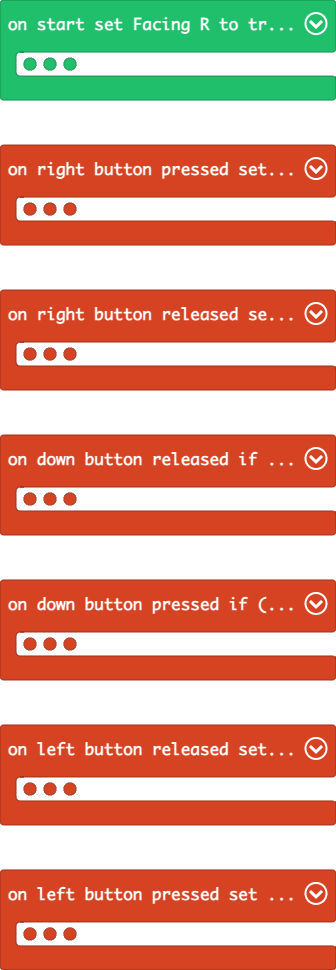 on start set Facing R to tr...
on right button pressed set...
on right button released se...
on down button released if ...
on down button pressed if (...
on left button released set...
on left button pressed set ...